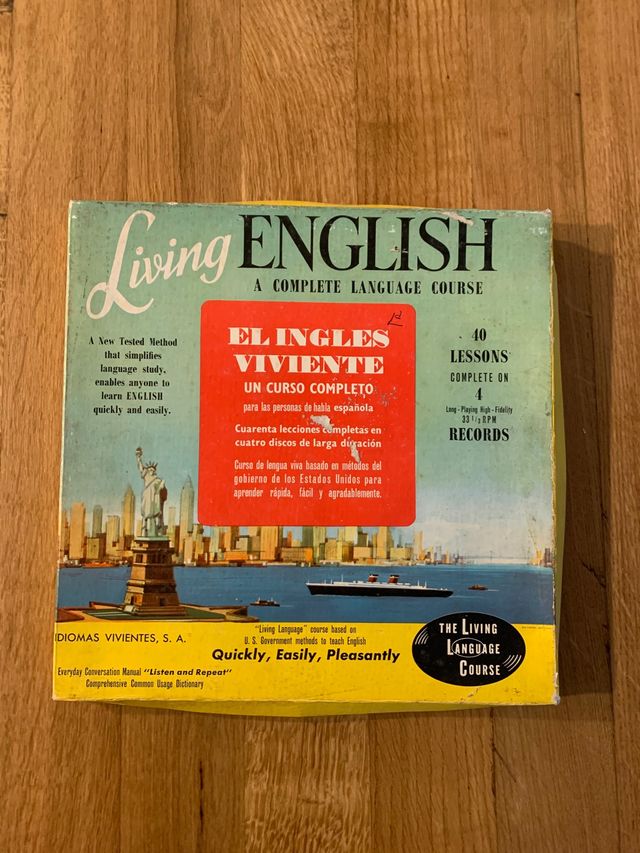 Living ENGLISH
A COMPLETE LANGUAGE COURSE
A New Tested Method
that simplifies
language study,
enables anyone to
learn ENGLISH
quickly and easily.
EL INGLES
VIVIENTE
UN CURSO COMPLETO
para las personas de habla española
Cuarenta lecciones completas en
cuatro discos de larga duración
Curso de lengua viva basado en métodos del
gobierno de los Estados Unidos para
aprender rápida, fácil y agradablemente.
40
LESSONS
COMPLETE ON
4
Long - Playing High - Fidelity
33 1/3 RPM
RECORDS
IDIOMAS VIVIENTES, S. A.
"Living Language" course based on
U. S. Government methods to teach English
Quickly, Easily, Pleasantly
Everyday Conversation Manual "Listen and Repeat"
Comprehensive Common Usage Dictionary
THE LIVING
LANGUAGE
COURSE